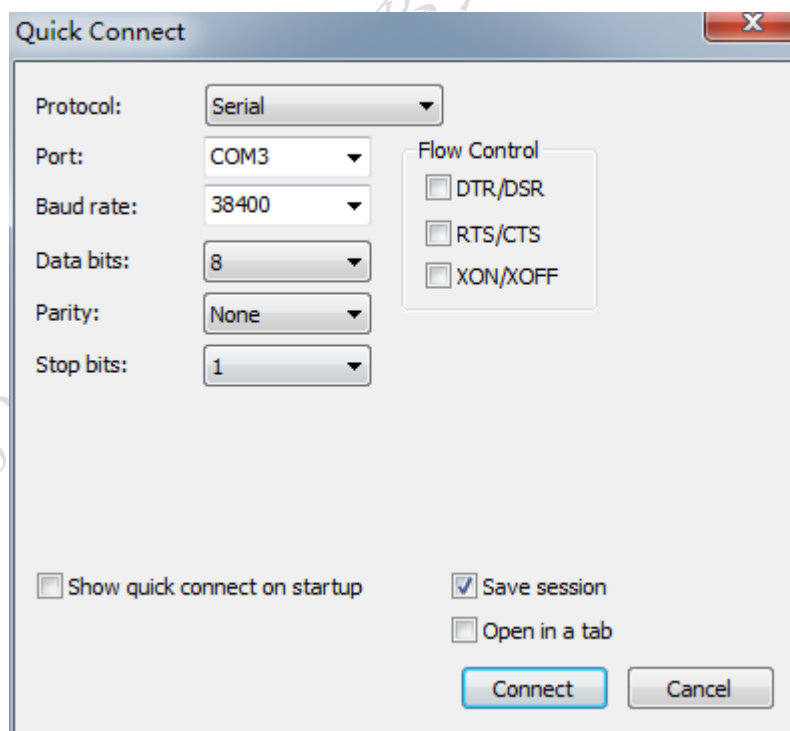 Quick Connect
Protocol: Serial
Port: COM3
Baud rate: 38400
Data bits: 8
Parity: None
Stop bits: 1
Flow Control
DTR/DSR
RTS/CTS
XON/XOFF
Show quick connect on startup
Save session
Open in a tab
Connect
Cancel